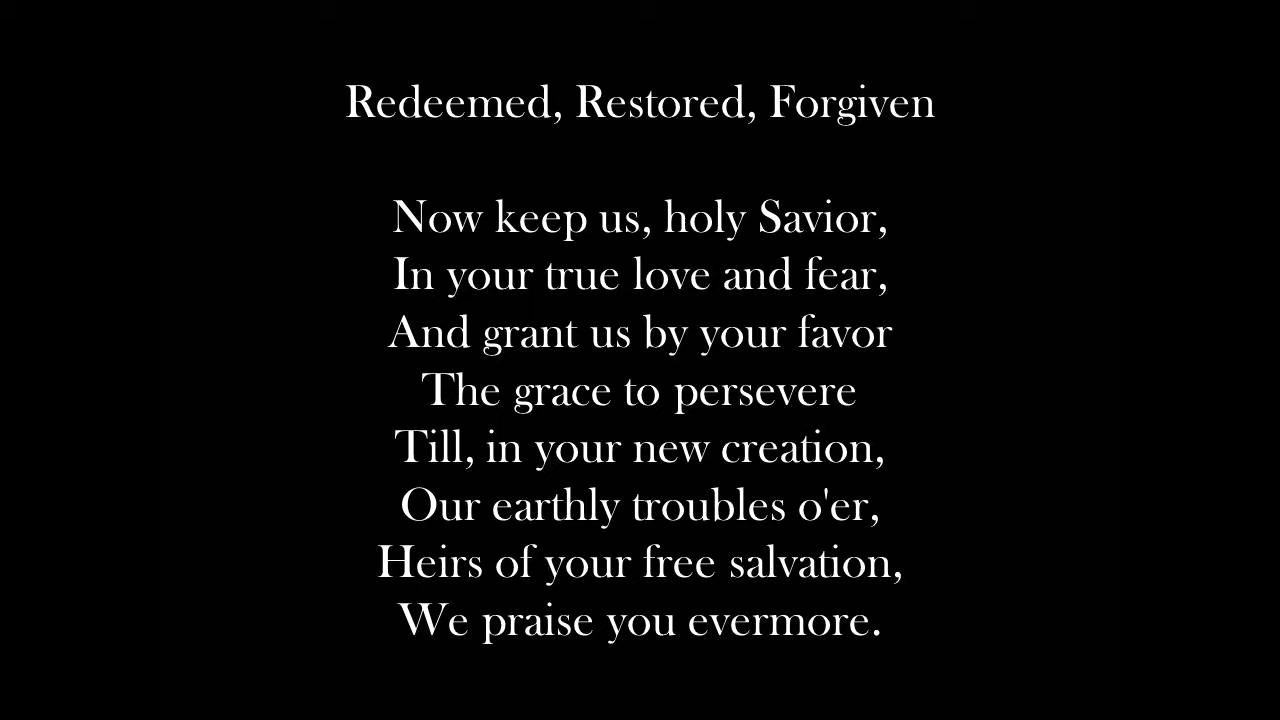 Redeemed, Restored, Forgiven
Now keep us, holy Savior,
In your true love and fear,
And grant us by your favor
The grace to persevere
Till, in your new creation,
Our earthly troubles o'er,
Heirs of your free salvation,
We praise you evermore.